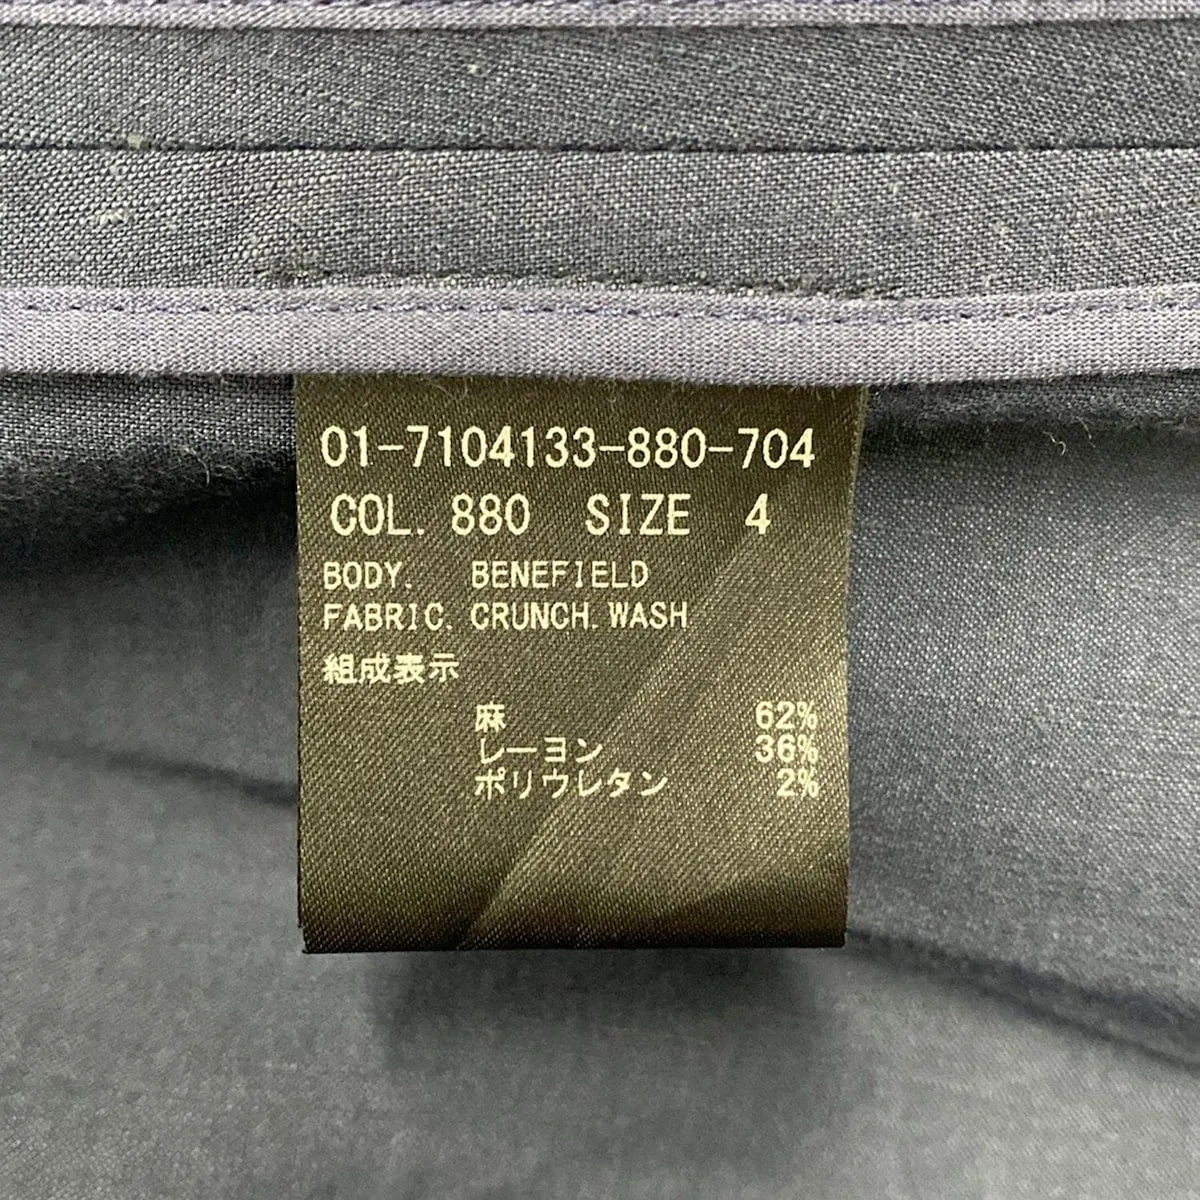 01-7104133-880-704
COL. 880 SIZE 4
BODY. BENEFIELD
FABRIC. CRUNCH. WASH
組成表示
麻 62%
レーヨン 36%
ポリウレタン 2%